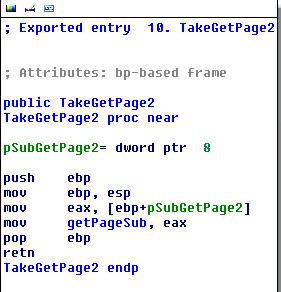 ; Exported entry  10. TakeGetPage2
; Attributes: bp-based frame
public TakeGetPage2
TakeGetPage2 proc near
pSubGetPage2= dword ptr  8
push    ebp
mov     ebp, esp
mov     eax, [ebp+pSubGetPage2]
mov     getPageSub, eax
pop     ebp
retn
TakeGetPage2 endp